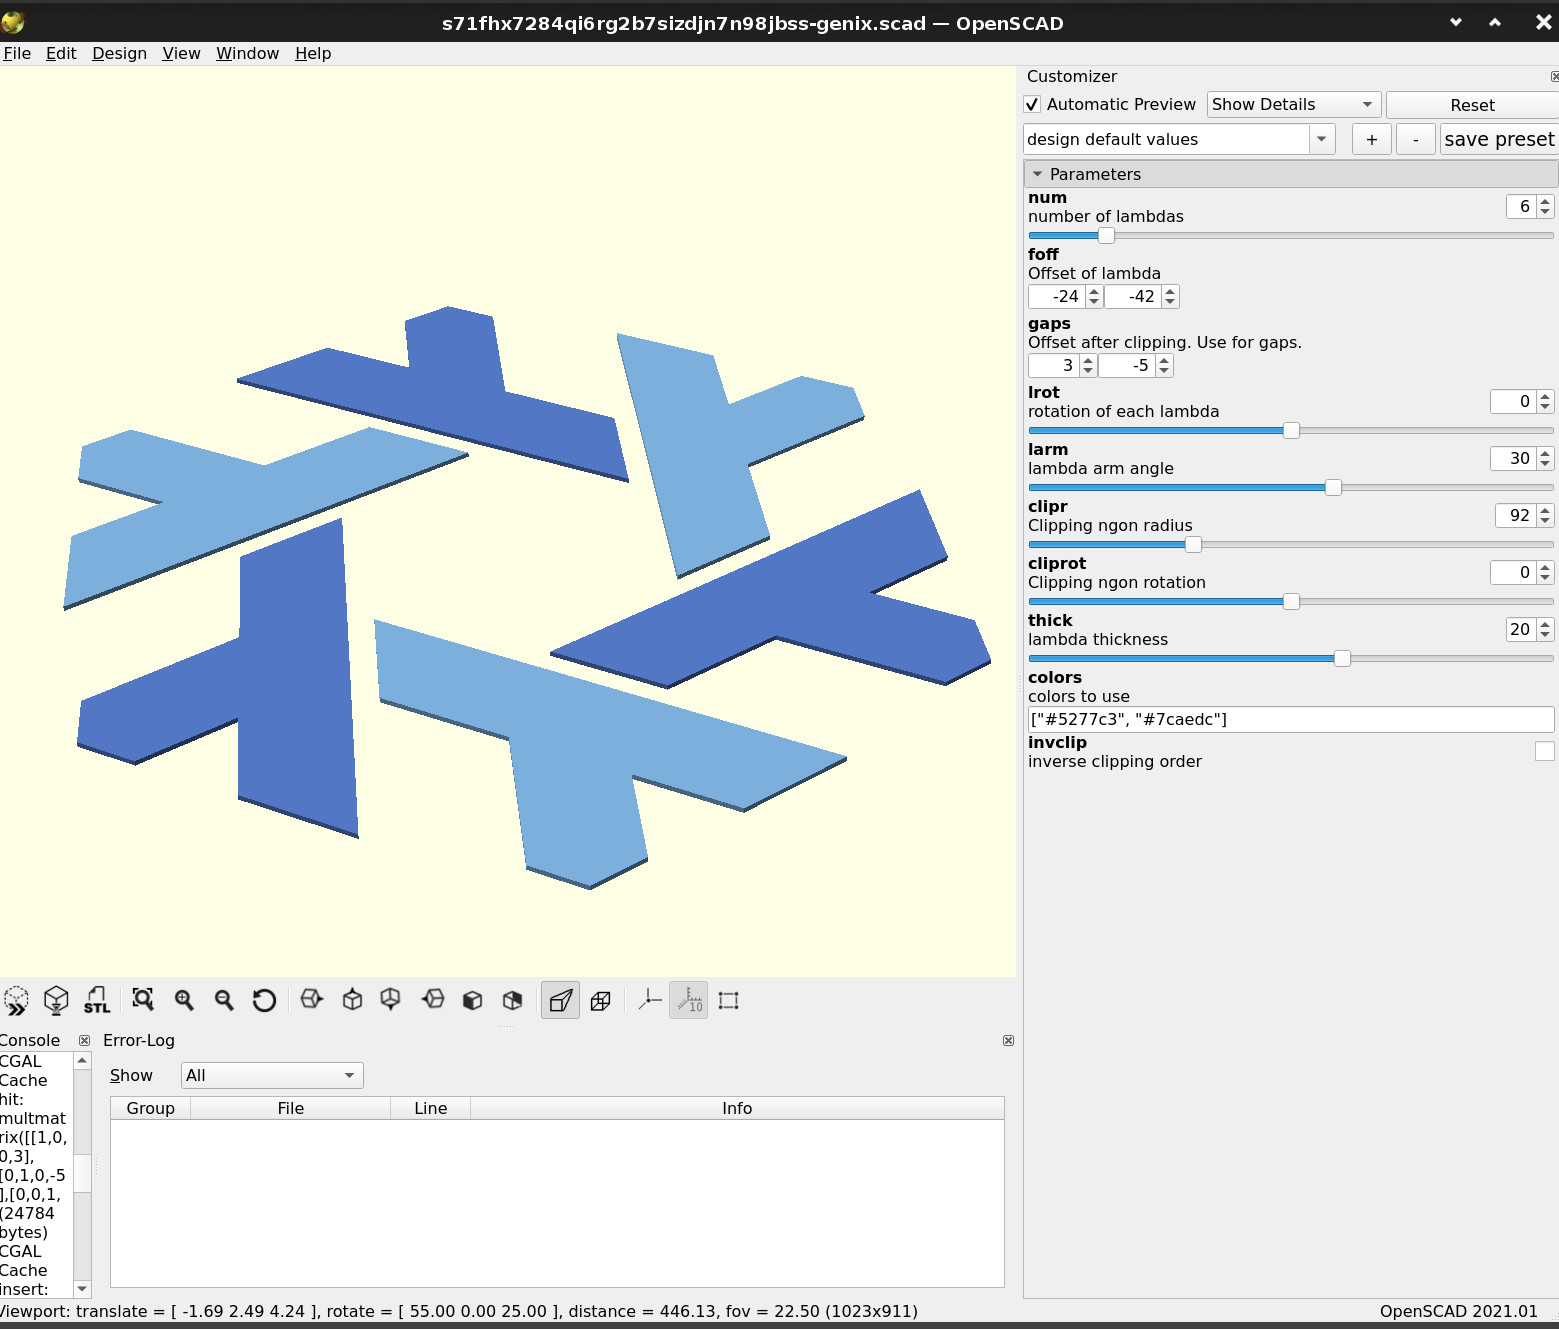 s71fhx7284qi6rg2b7sizdjn7n98jbss-genix.scad — OpenSCAD
File Edit Design View Window Help
Customizer
Automatic Preview Show Details Reset
design default values + - save preset
Parameters
num
number of lambdas 6
foff
Offset of lambda
-24 -42
gaps
Offset after clipping. Use for gaps.
3 -5
lrot
rotation of each lambda 0
larm
lambda arm angle 30
clipr
Clipping ngon radius 92
cliprot
Clipping ngon rotation 0
thick
lambda thickness 20
colors
colors to use
["#5277c3", "#7caedc"]
invclip
inverse clipping order
STL 10
Console
CGAL
Cache
hit:
multmat
rix([[1,0,
0,3],
[0,1,0,-5
],[0,0,1,
(24784
bytes)
CGAL
Cache
insert:
Error-Log
Show All
Group File Line Info
Viewport: translate = [ -1.69 2.49 4.24 ], rotate = [ 55.00 0.00 25.00 ], distance = 446.13, fov = 22.50 (1023x911)
OpenSCAD 2021.01